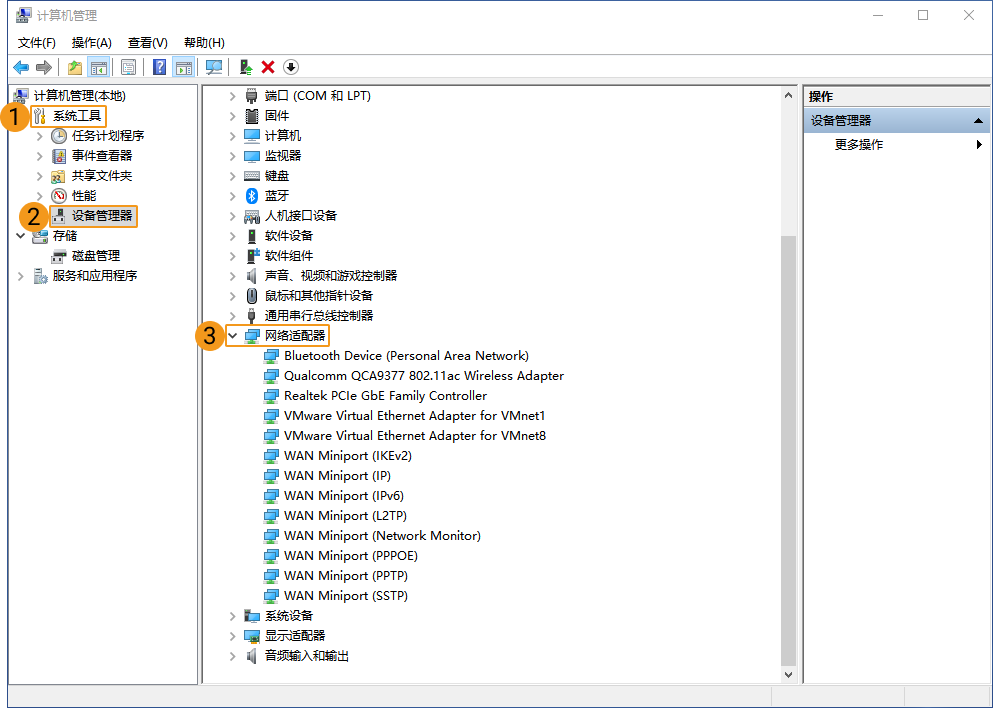 计算机管理
文件(F) 操作(A) 查看(V) 帮助(H)
计算机管理(本地)
1 系统工具
任务计划程序
事件查看器
共享文件夹
性能
2 设备管理器
存储
磁盘管理
服务和应用程序
端口 (COM 和 LPT)
固件
计算机
监视器
键盘
蓝牙
人机接口设备
软件设备
软件组件
声音、视频和游戏控制器
鼠标和其他指针设备
通用串行总线控制器
3 网络适配器
Bluetooth Device (Personal Area Network)
Qualcomm QCA9377 802.11ac Wireless Adapter
Realtek PCIe GbE Family Controller
VMware Virtual Ethernet Adapter for VMnet1
VMware Virtual Ethernet Adapter for VMnet8
WAN Miniport (IKEv2)
WAN Miniport (IP)
WAN Miniport (IPv6)
WAN Miniport (L2TP)
WAN Miniport (Network Monitor)
WAN Miniport (PPPOE)
WAN Miniport (PPTP)
WAN Miniport (SSTP)
系统设备
显示适配器
音频输入和输出
操作
设备管理器
更多操作